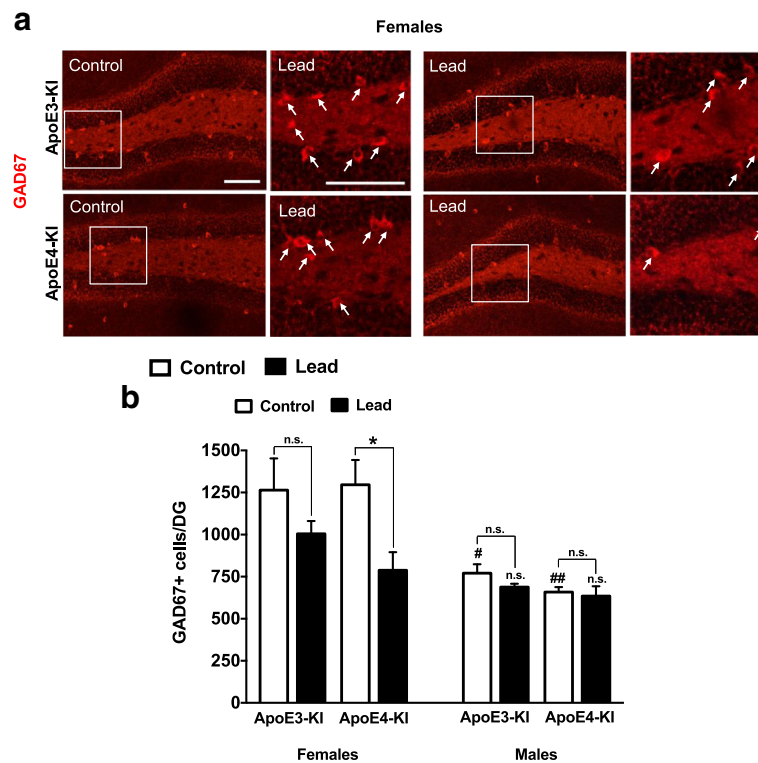 a
Females
GAD67
ApoE3-KI
Control
Lead
Lead
ApoE4-KI
Control
Lead
Lead
Control
Lead
b
Control
Lead
GAD67+ cells/DG
1500
1250
1000
750
500
250
0
n.s.
*
n.s.
#
n.s.
n.s.
##
n.s.
ApoE3-KI
ApoE4-KI
ApoE3-KI
ApoE4-KI
Females
Males